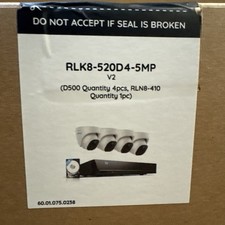 DO NOT ACCEPT IF SEAL IS BROKEN
RLK8-520D4-5MP
V2
(D500 Quantity 4pcs, RLN8-410
Quantity 1pc)
60.01.075.0258